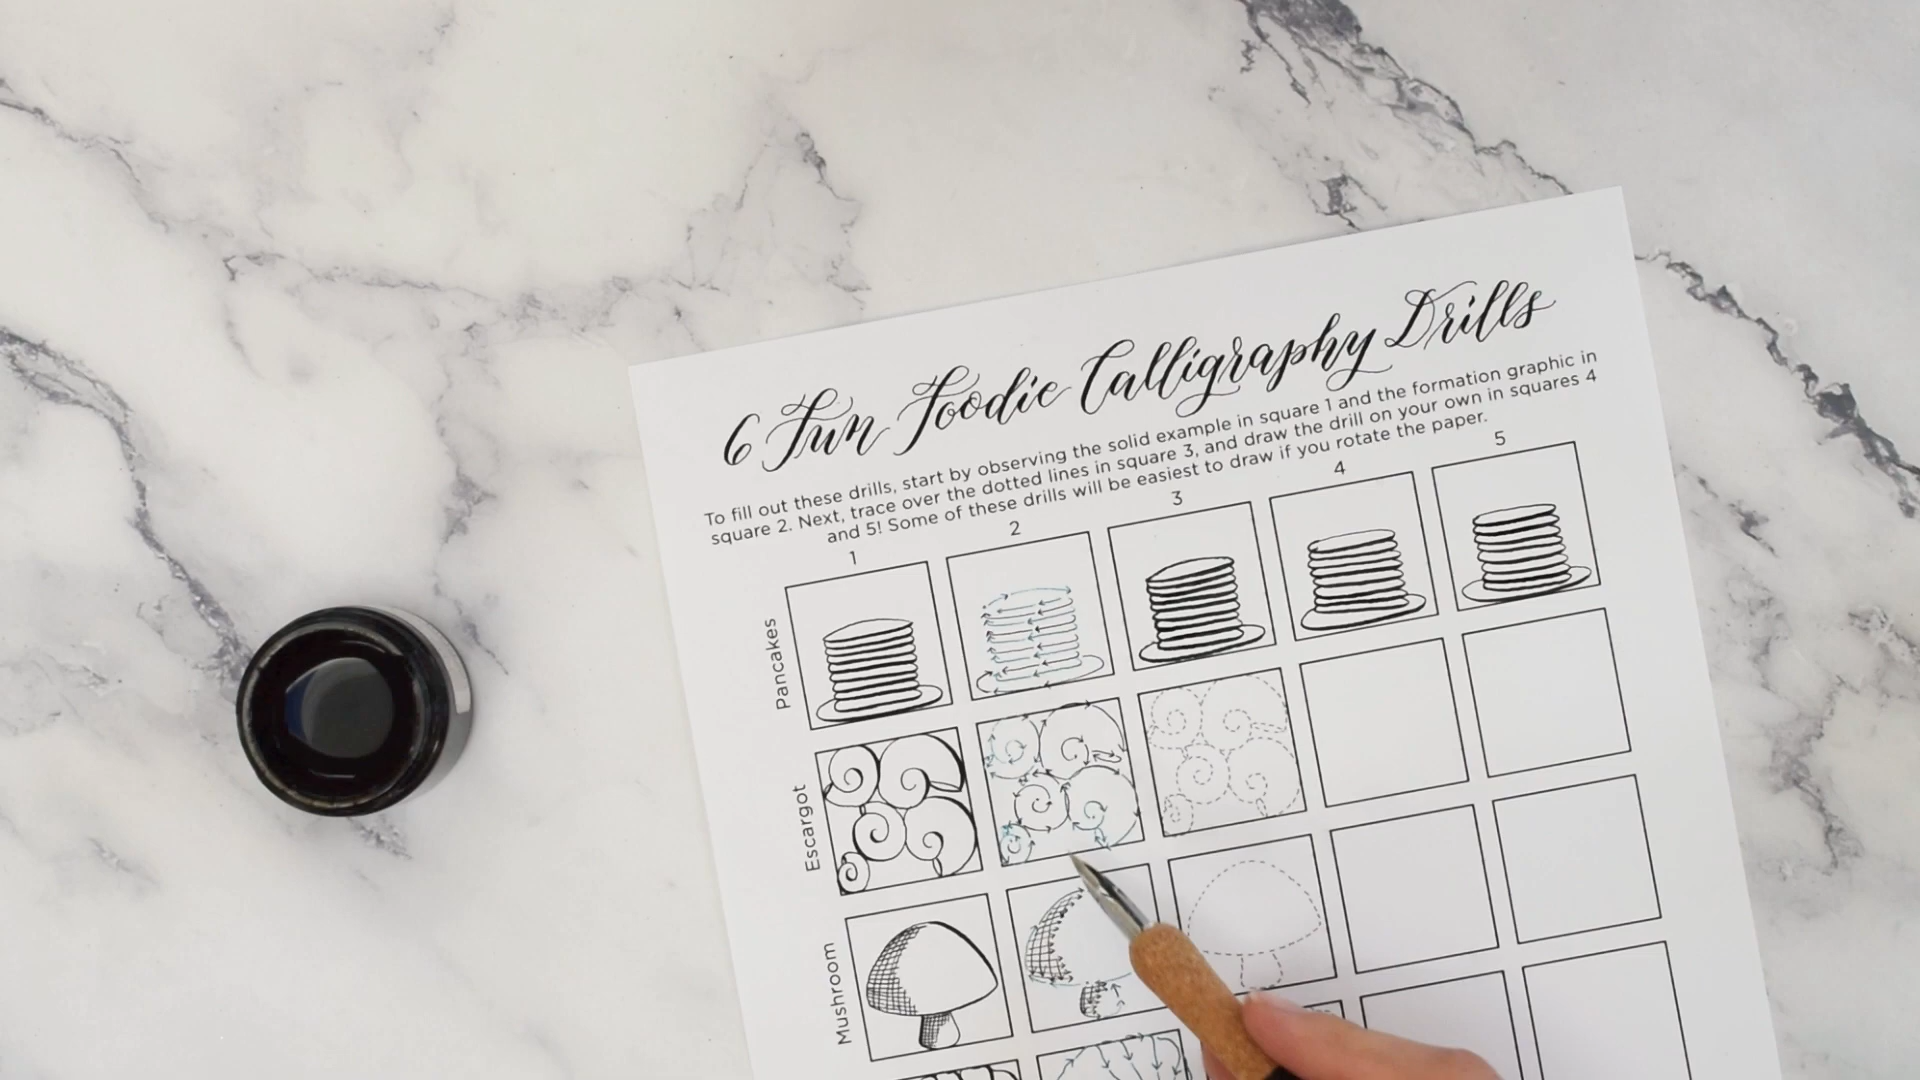 6 Fun Foodie Calligraphy Drills
To fill out these drills, start by observing the solid example in square 1 and the formation graphic in
square 2. Next, trace over the dotted lines in square 3, and draw the drill on your own in squares 4
and 5! Some of these drills will be easiest to draw if you rotate the paper.
1 2 3 4 5
Pancakes
Escargot
Mushroom